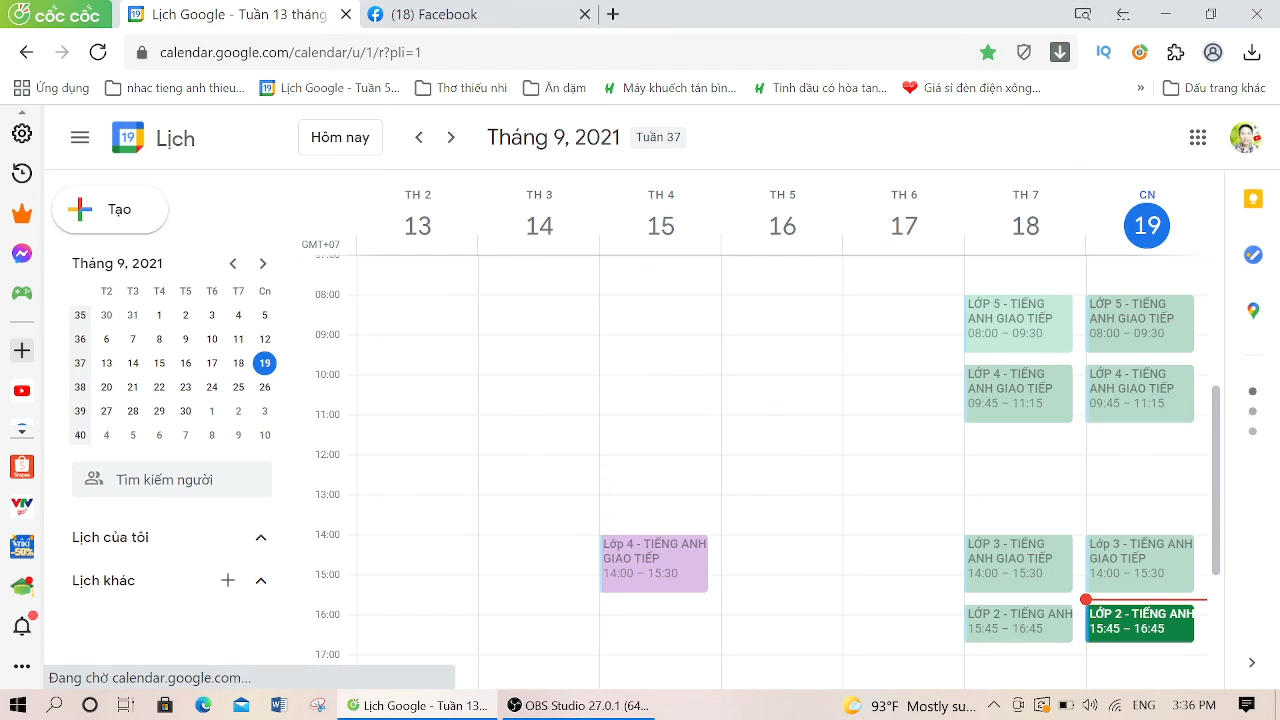 cốc cốc
Lịch Google - Tuần 13 tháng
(18) Facebook
calendar.google.com/calendar/u/1/r?pli=1
Ứng dụng
nhac tieng anh tieu...
Lịch Google - Tuần 5...
Thơ thiếu nhi
Ăn dặm
Máy khuếch tán bìn...
Tinh dầu có hòa tan...
Giá sỉ đèn điện xông...
»
Dấu trang khác
19
Lịch
Hôm nay
Tháng 9, 2021
Tuần 37
Tạo
TH 2
TH 3
TH 4
TH 5
TH 6
TH 7
CN
13
14
15
16
17
18
19
GMT+07
Tháng 9, 2021
T2 T3 T4 T5 T6 T7 Cn
35 30 31 1 2 3 4 5
36 6 7 8 9 10 11 12
37 13 14 15 16 17 18 19
38 20 21 22 23 24 25 26
39 27 28 29 30 1 2 3
40 4 5 6 7 8 9 10
Tìm kiếm người
Lịch của tôi
Lịch khác
07:00
08:00
09:00
10:00
11:00
12:00
13:00
14:00
15:00
16:00
17:00
Lớp 4 - TIẾNG ANH
GIAO TIẾP
14:00 – 15:30
LỚP 5 - TIẾNG
ANH GIAO TIẾP
08:00 – 09:30
LỚP 4 - TIẾNG
ANH GIAO TIẾP
09:45 – 11:15
LỚP 3 - TIẾNG
ANH GIAO TIẾP
14:00 – 15:30
LỚP 2 - TIẾNG ANH
15:45 – 16:45
LỚP 5 - TIẾNG
ANH GIAO TIẾP
08:00 – 09:30
LỚP 4 - TIẾNG
ANH GIAO TIẾP
09:45 – 11:15
Lớp 3 - TIẾNG ANH
GIAO TIẾP
14:00 – 15:30
LỚP 2 - TIẾNG ANH
15:45 – 16:45
Đang chờ calendar.google.com...
Lịch Google - Tuần 13...
OBS Studio 27.0.1 (64...
93°F Mostly su...
ENG
3:36 PM